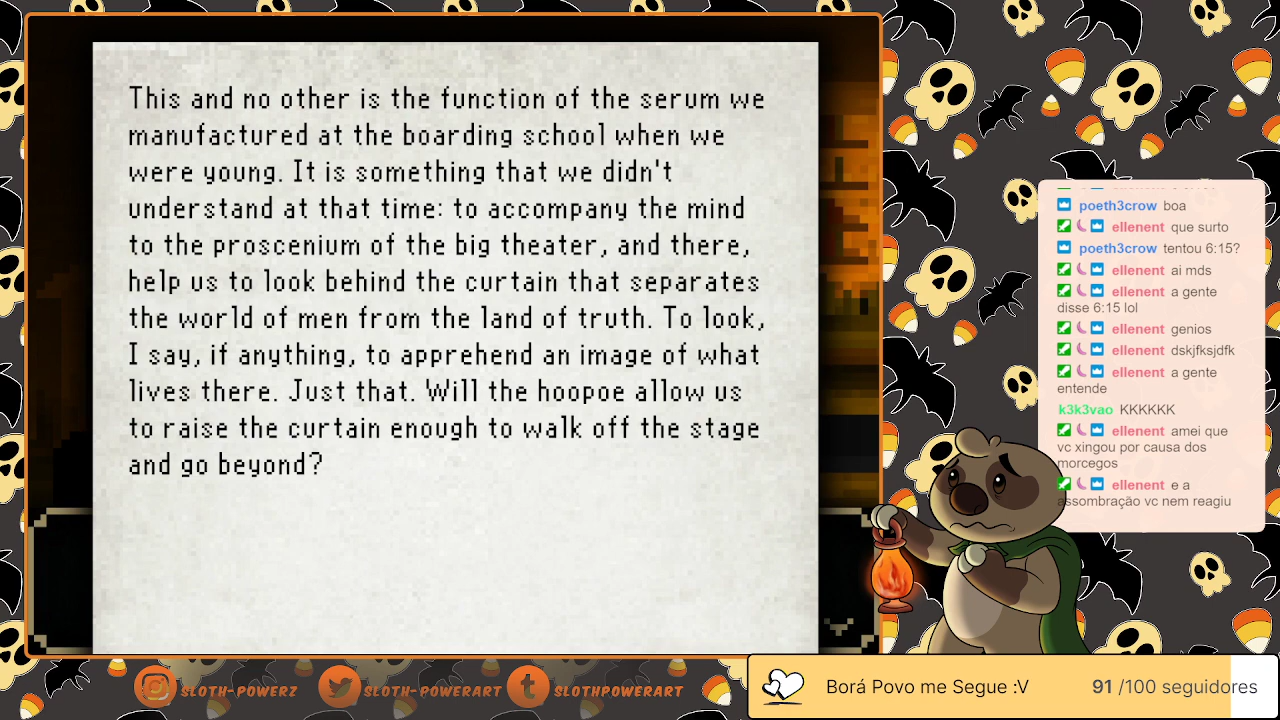 This and no other is the function of the serum we
manufactured at the boarding school when we
were young. It is something that we didn't
understand at that time: to accompany the mind
to the proscenium of the big theater, and there,
help us to look behind the curtain that separates
the world of men from the land of truth. To look,
I say, if anything, to apprehend an image of what
lives there. Just that. Will the hoopoe allow us
to raise the curtain enough to walk off the stage
and go beyond?
poeth3crow boa
ellenent que surto
poeth3crow tentou 6:15?
ellenent ai mds
ellenent a gente
disse 6:15 lol
ellenent genios
ellenent dskjfksjdfk
ellenent a gente
entende
k3k3vao KKKKKK
ellenent amei que
vc xingou por causa dos
morcegos
ellenent e a
assombração vc nem reagiu
SLOTH-POWERZ
SLOTH-POWERART
SLOTHPOWERART
Borá Povo me Segue :V
91 /100 seguidores